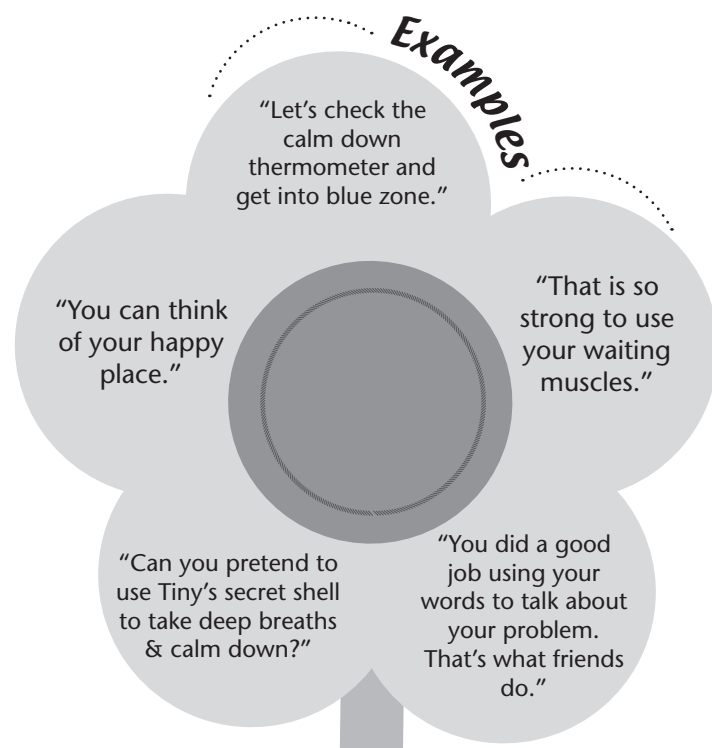 Examples
“Let’s check the
calm down
thermometer and
get into blue zone.”
“You can think
of your happy
place.”
“That is so
strong to use
your waiting
muscles.”
“Can you pretend to
use Tiny’s secret shell
to take deep breaths
& calm down?”
“You did a good
job using your
words to talk about
your problem.
That’s what friends
do.”